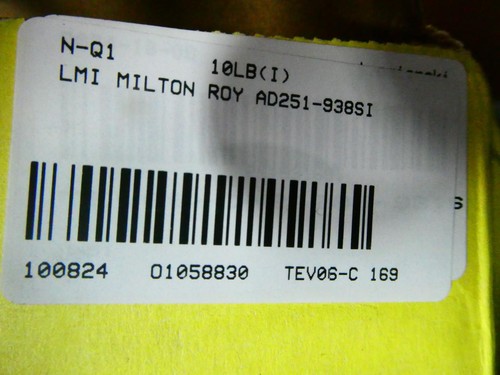 N-Q1 10LB(I)
LMI MILTON ROY AD251-938SI
100824 01058830 TEV06-C 169